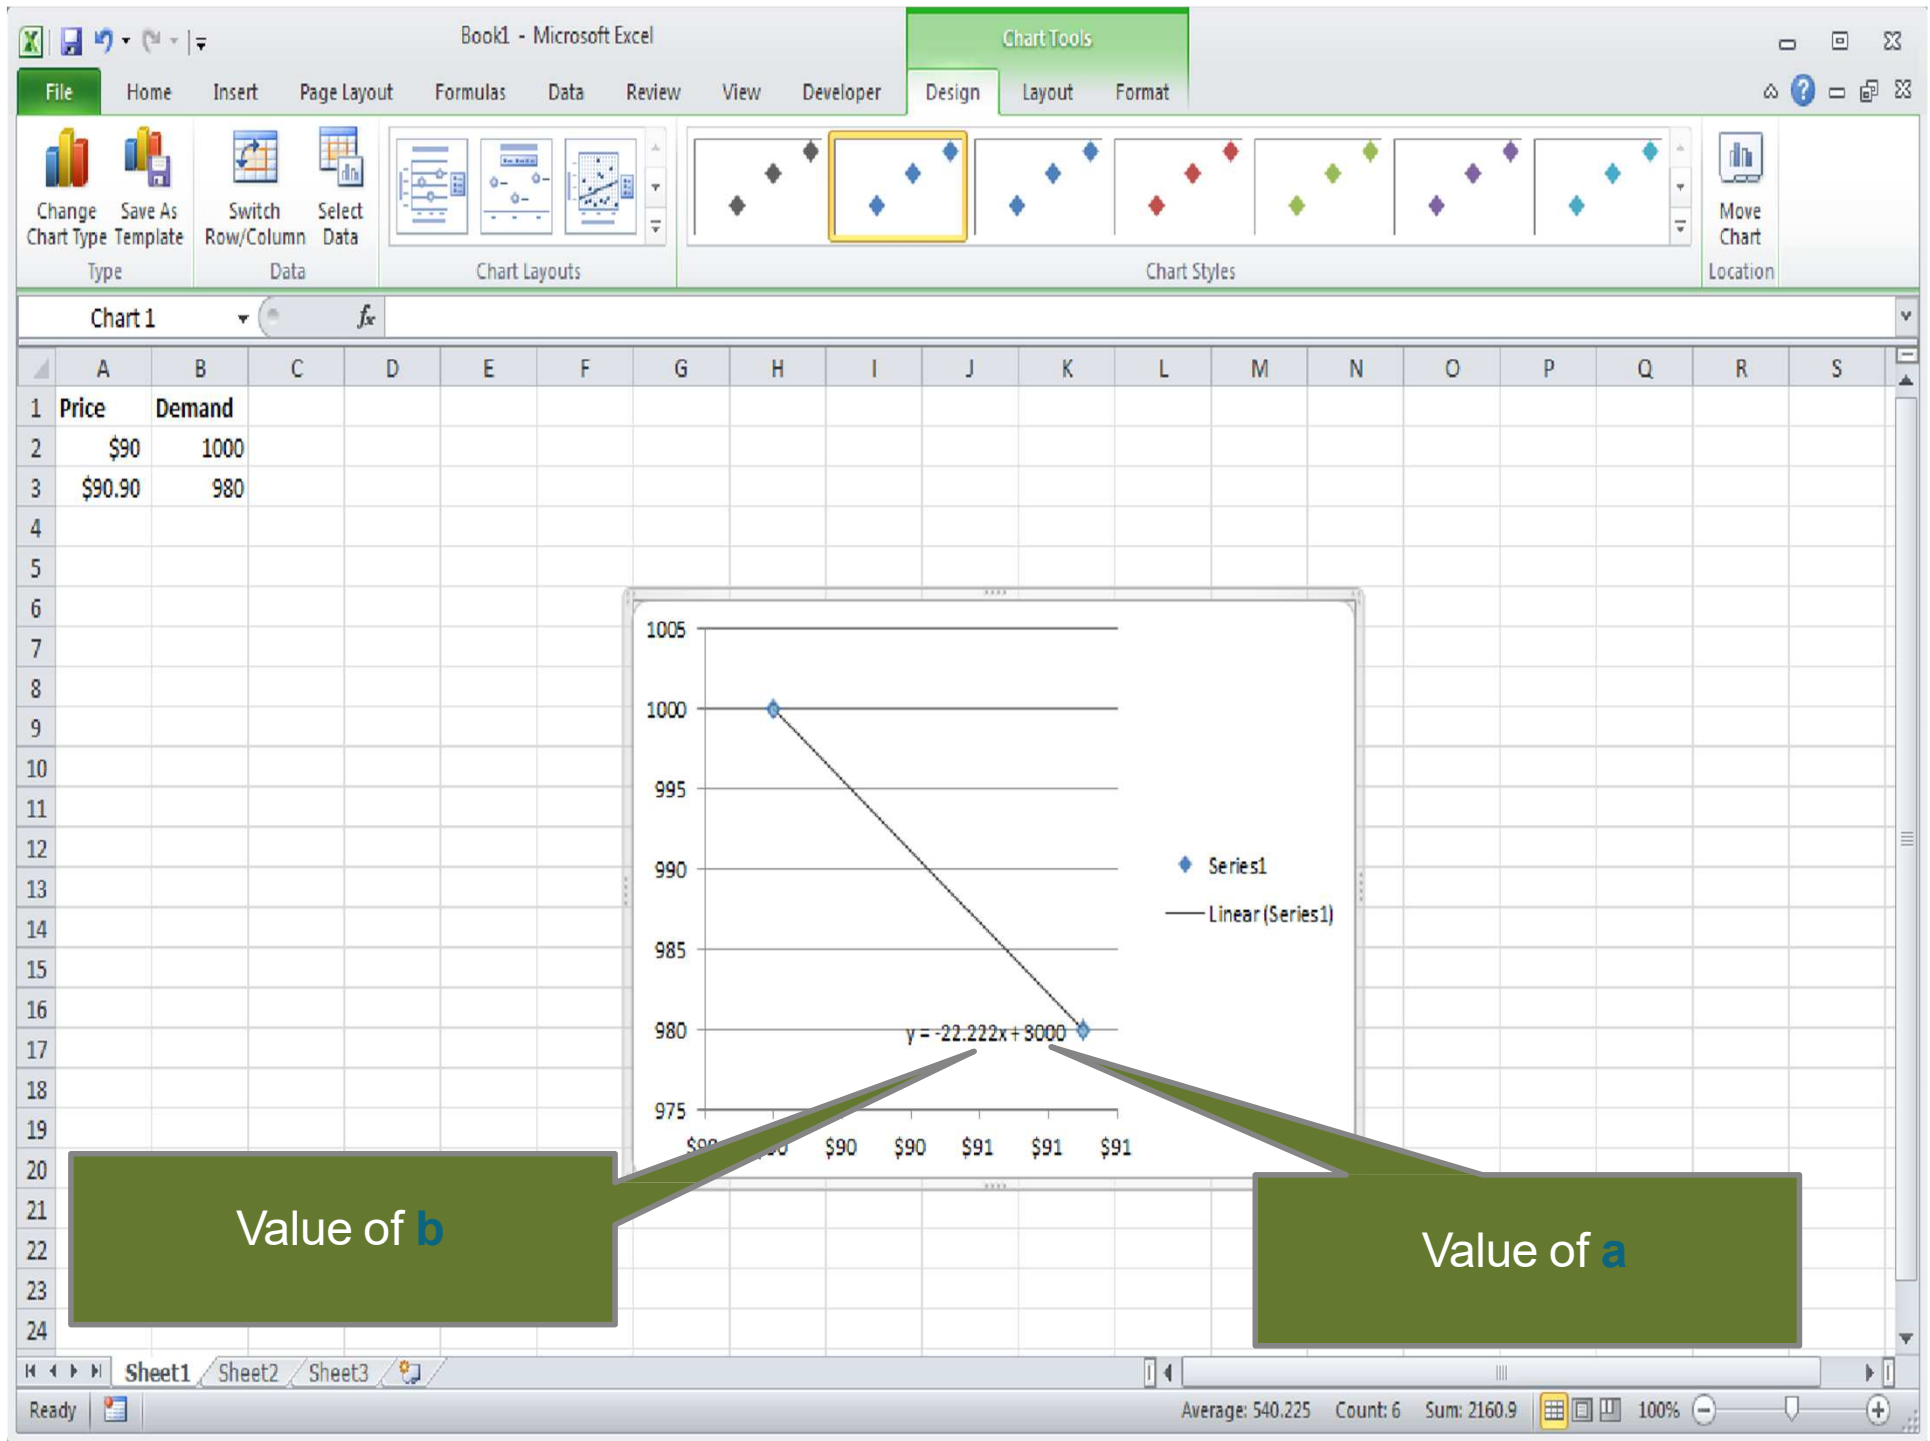 Book1 - Microsoft Excel
Chart Tools
File Home Insert Page Layout Formulas Data Review View Developer Design Layout Format
Change Chart Type
Save As Template
Switch Row/Column
Select Data
Move Chart
Type Data Chart Layouts Chart Styles Location
Chart 1 fx
A B C D E F G H I J K L M N O P Q R S
1 Price Demand
2 $90 1000
3 $90.90 980
4
5
6
7
8
9
10
11
12
13
14
15
16
17
18
19
20
21
22
23
24
1005
1000
995
990
985
980
975
y = -22.222x + 3000
$90 $90 $91 $91 $91
Series1
Linear (Series1)
Value of b
Value of a
Sheet1 Sheet2 Sheet3
Ready Average: 540.225 Count: 6 Sum: 2160.9 100%